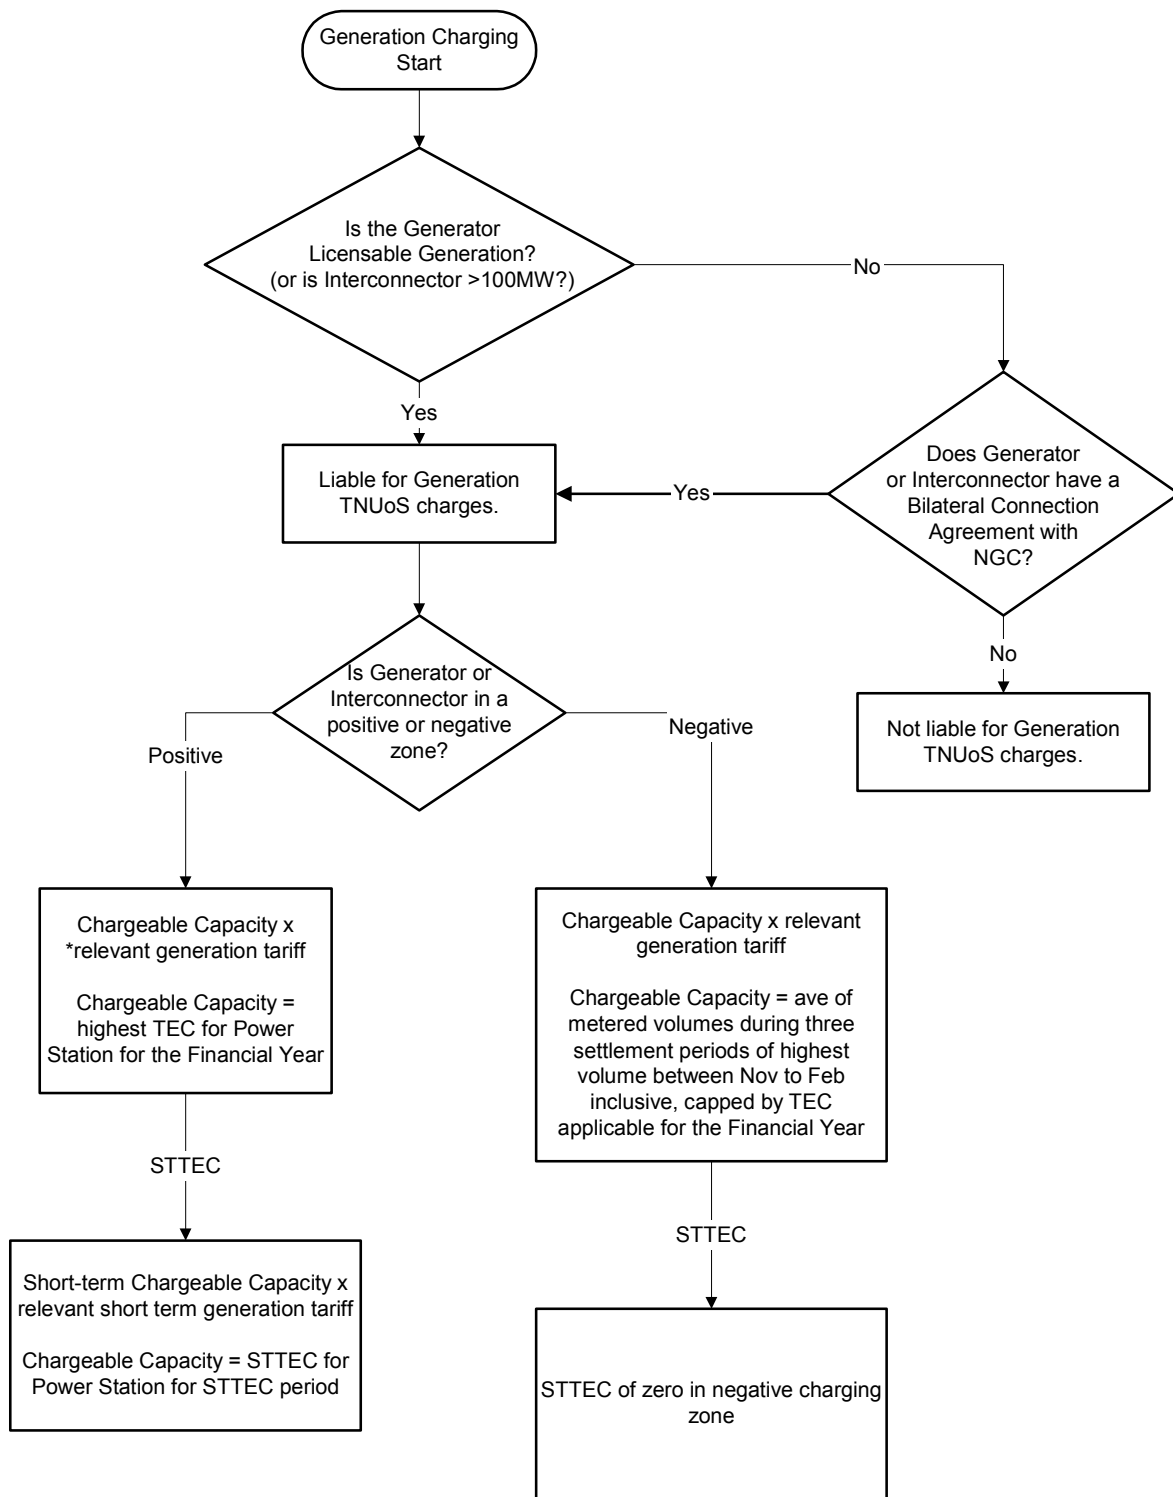 Generation Charging
Start
Is the Generator
Licensable Generation?
(or is Interconnector >100MW?)
No
Yes
Does Generator
or Interconnector have a
Bilateral Connection
Agreement with
NGC?
Liable for Generation
TNUoS charges.
Yes
No
Is Generator or
Interconnector in a
positive or negative
zone?
Not liable for Generation
TNUoS charges.
Positive
Negative
Chargeable Capacity x
*relevant generation tariff
Chargeable Capacity =
highest TEC for Power
Station for the Financial Year
Chargeable Capacity x relevant
generation tariff
Chargeable Capacity = ave of
metered volumes during three
settlement periods of highest
volume between Nov to Feb
inclusive, capped by TEC
applicable for the Financial Year
STTEC
STTEC
Short-term Chargeable Capacity x
relevant short term generation tariff
Chargeable Capacity = STTEC for
Power Station for STTEC period
STTEC of zero in negative charging
zone